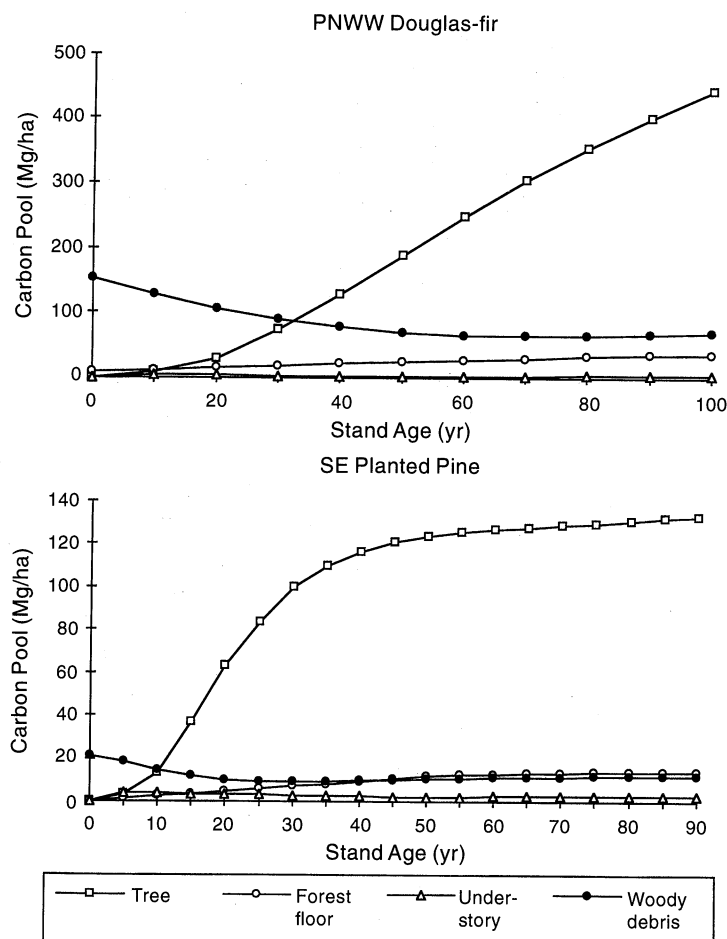 PNWW Douglas-fir
500
400
300
200
100
0
Carbon Pool (Mg/ha)
0 20 40 60 80 100
Stand Age (yr)
SE Planted Pine
140
120
100
80
60
40
20
0
Carbon Pool (Mg/ha)
0 10 20 30 40 50 60 70 80 90
Stand Age (yr)
Tree
Forest
floor
Under-
story
Woody
debris